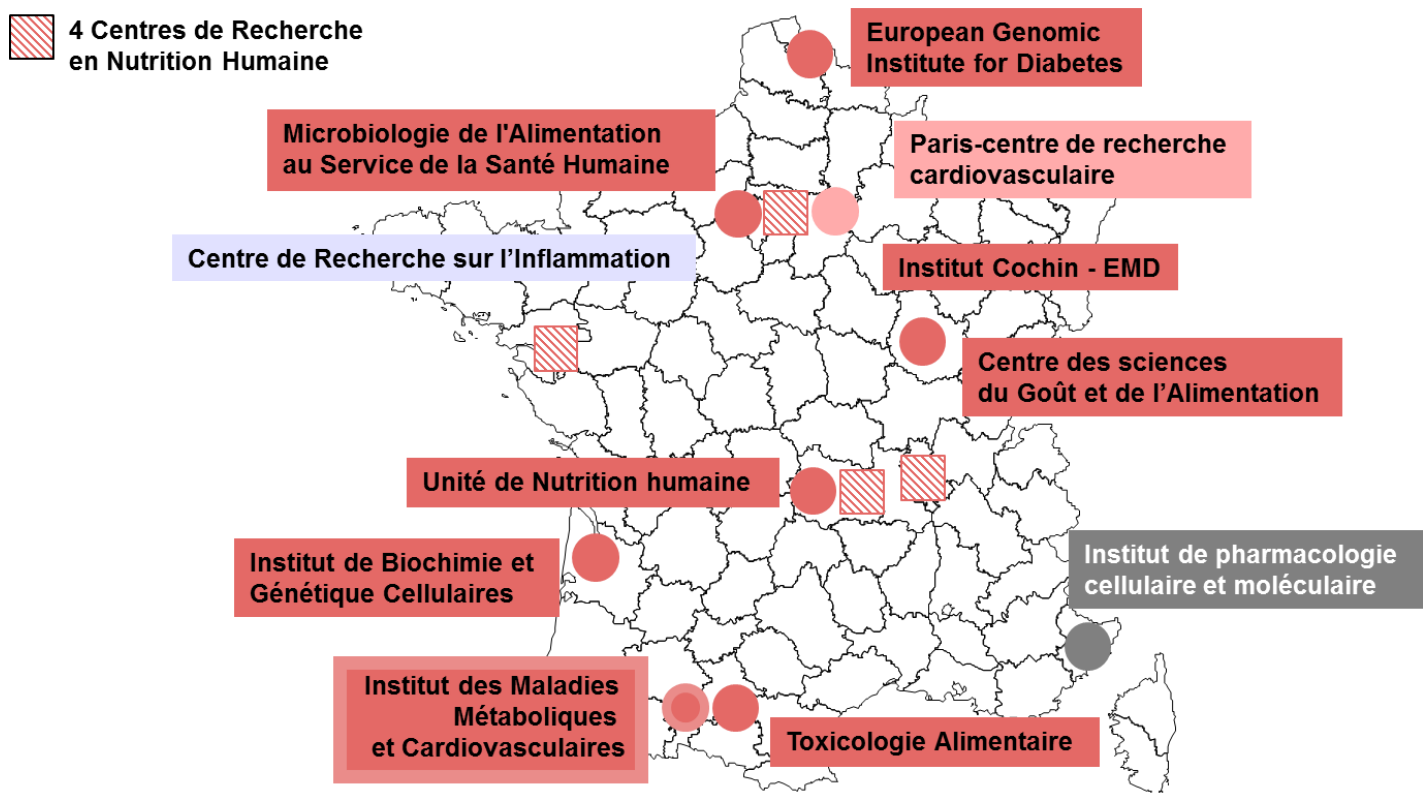 4 Centres de Recherche
en Nutrition Humaine
European Genomic
Institute for Diabetes
Microbiologie de l'Alimentation
au Service de la Santé Humaine
Paris-centre de recherche
cardiovasculaire
Centre de Recherche sur l’Inflammation
Institut Cochin - EMD
Centre des sciences
du Goût et de l’Alimentation
Unité de Nutrition humaine
Institut de Biochimie et
Génétique Cellulaires
Institut de pharmacologie
cellulaire et moléculaire
Institut des Maladies
Métaboliques
et Cardiovasculaires
Toxicologie Alimentaire